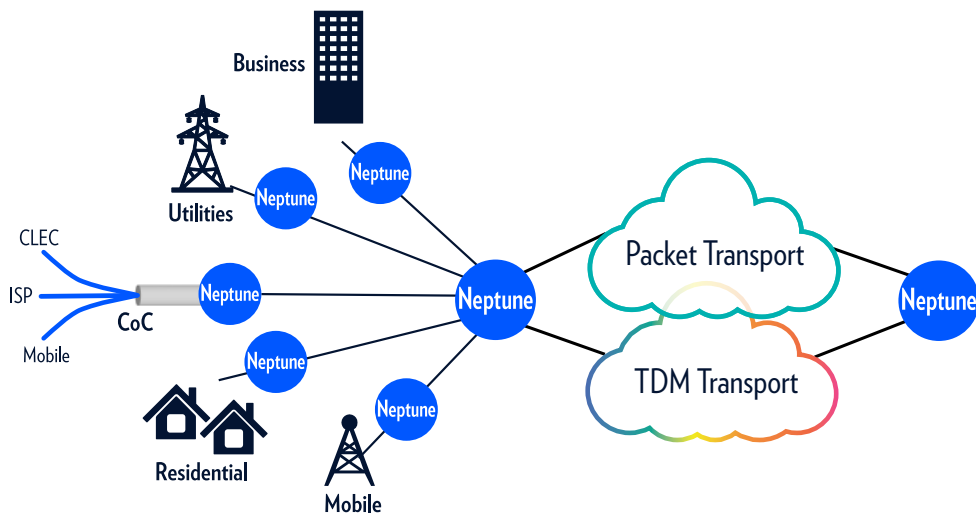 Business
Neptune
Utilities
Neptune
CLEC
ISP
Mobile
CoC
Neptune
Neptune
Residential
Neptune
Mobile
Neptune
Packet Transport
TDM Transport
Neptune